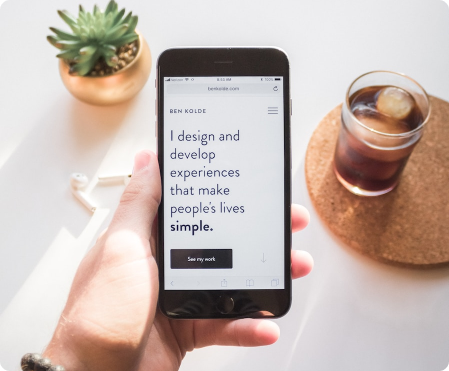 benkolde.com
BEN KOLDE
I design and
develop
experiences
that make
people's lives
simple.
See my work